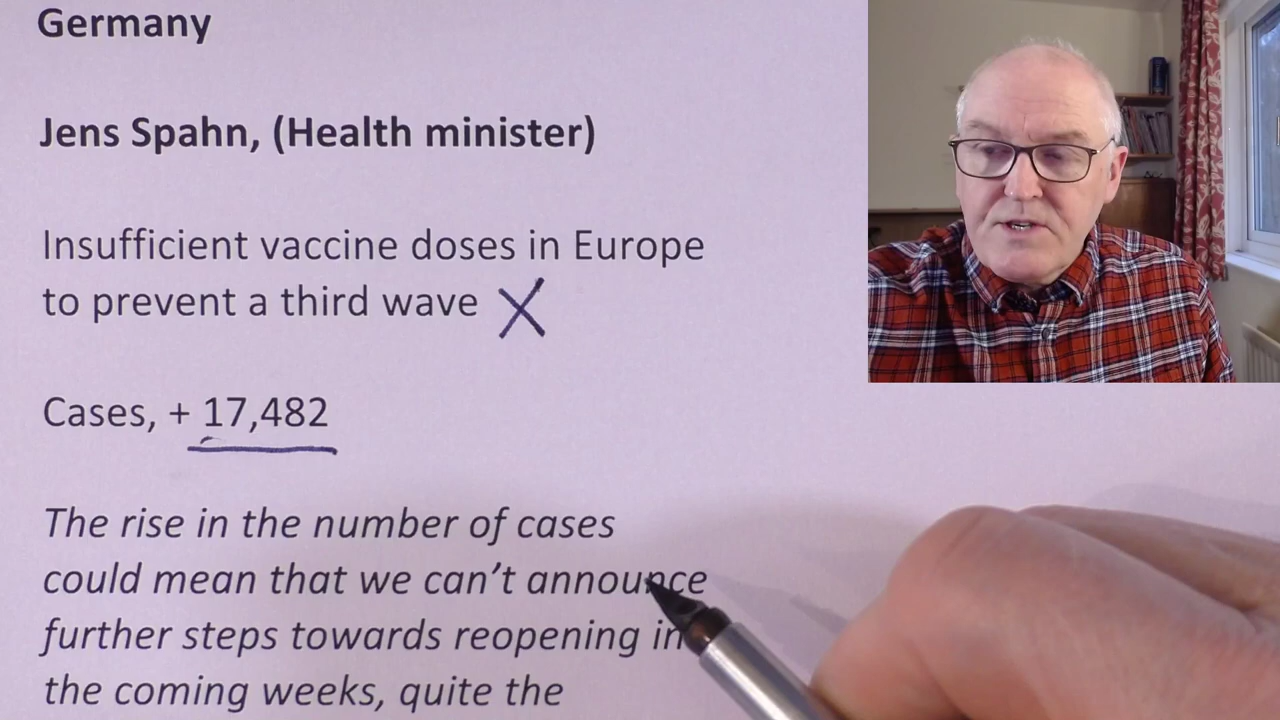 Germany
Jens Spahn, (Health minister)
Insufficient vaccine doses in Europe
to prevent a third wave X
Cases, + 17,482
The rise in the number of cases
could mean that we can’t announce
further steps towards reopening in
the coming weeks, quite the